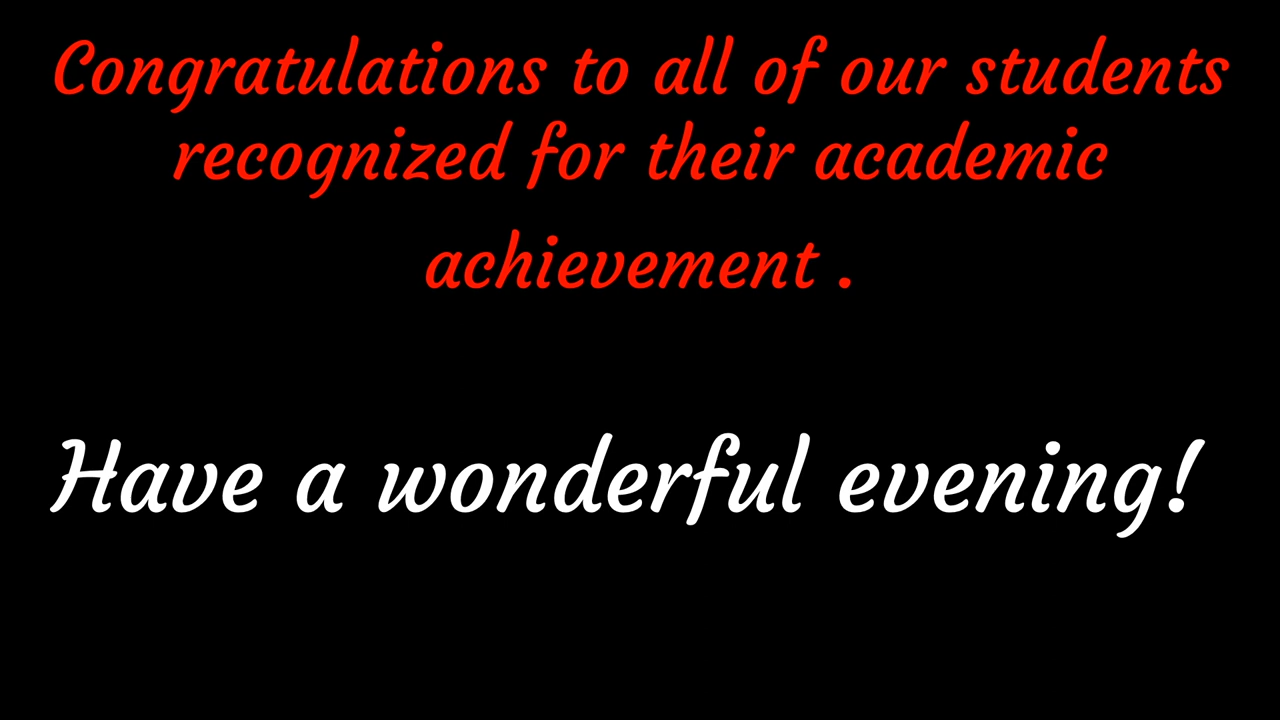 Congratulations to all of our students
recognized for their academic
achievement .
Have a wonderful evening!